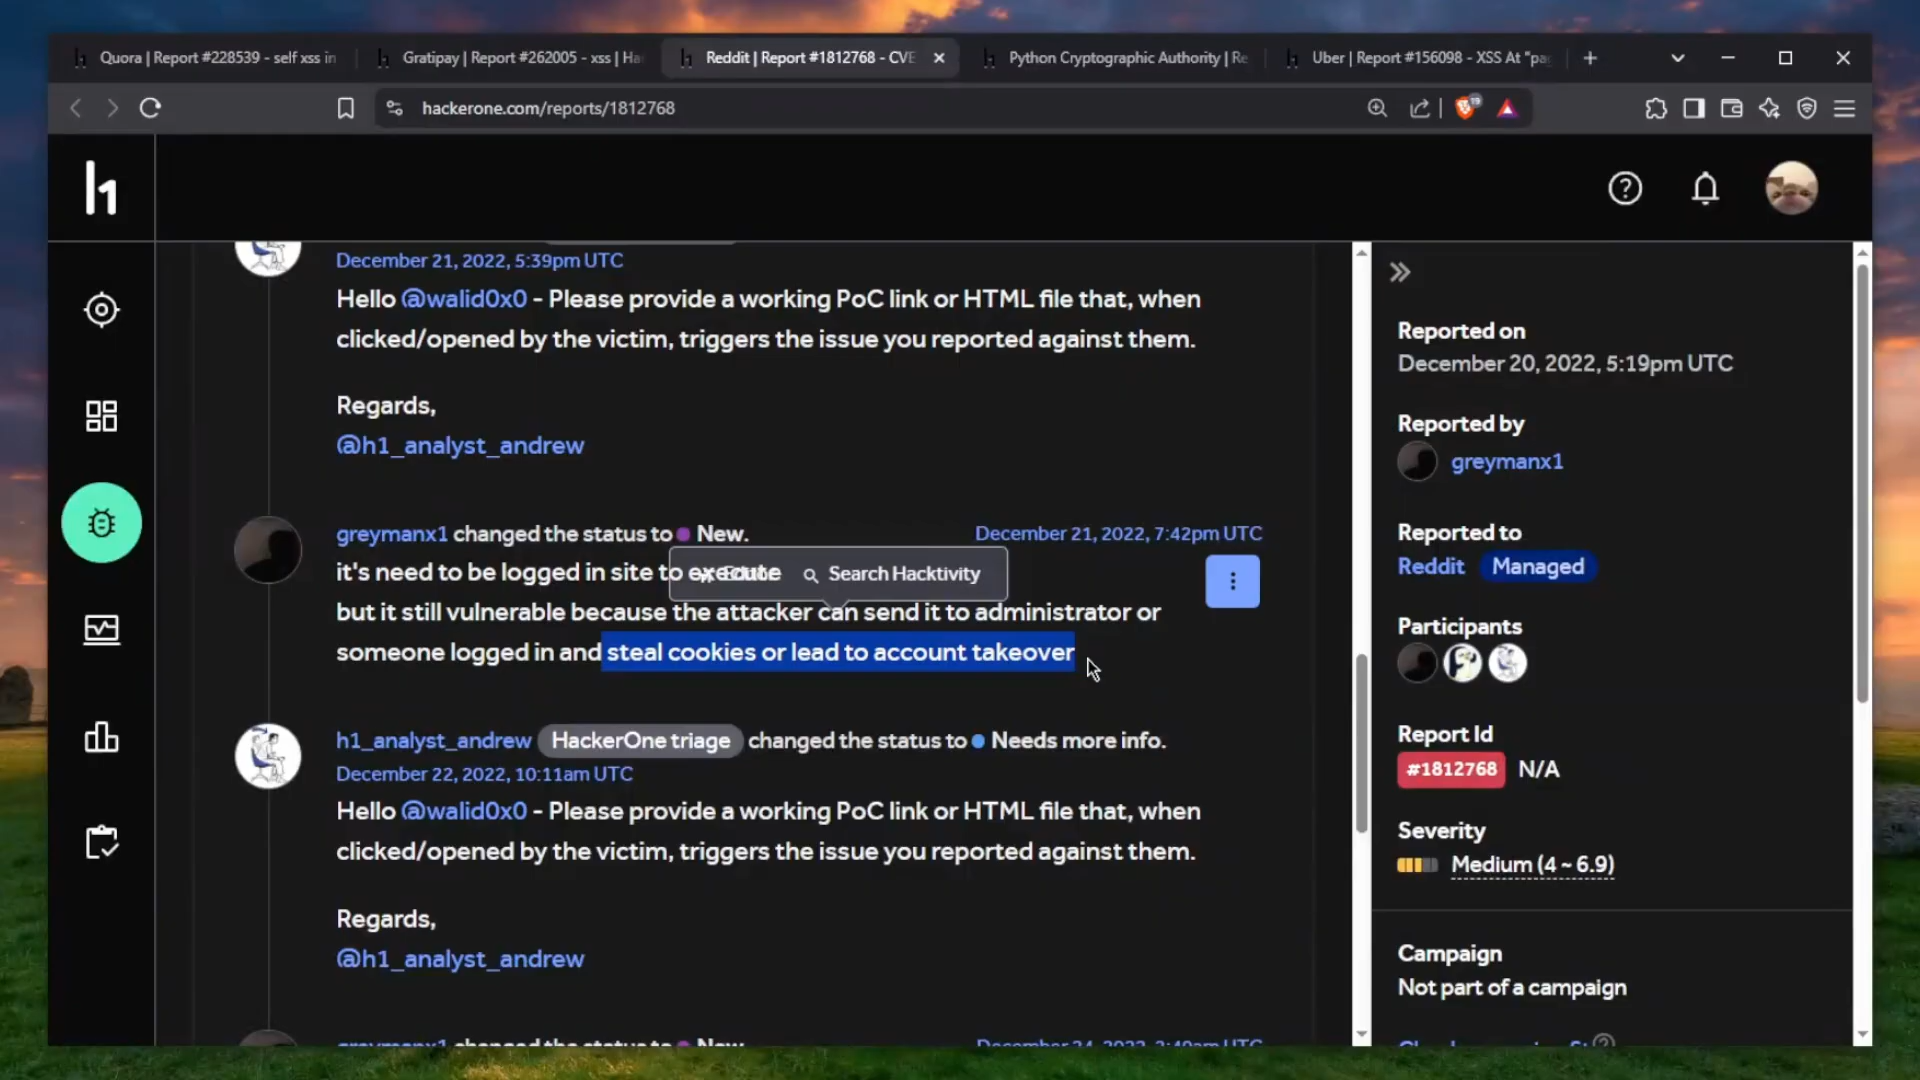 Quora | Report #228539 - self xss in
Gratipay | Report #262005 - xss | Ha
Reddit | Report #1812768 - CVE
Python Cryptographic Authority | Re
Uber | Report #156098 - XSS At "pa
hackerone.com/reports/1812768
19
h1
December 21, 2022, 5:39pm UTC
Hello @walid0x0 - Please provide a working PoC link or HTML file that, when
clicked/opened by the victim, triggers the issue you reported against them.
Regards,
@h1_analyst_andrew
greymanx1 changed the status to New.
December 21, 2022, 7:42pm UTC
it's need to be logged in site to execute
Search Hacktivity
but it still vulnerable because the attacker can send it to administrator or
someone logged in and steal cookies or lead to account takeover
h1_analyst_andrew HackerOne triage changed the status to Needs more info.
December 22, 2022, 10:11am UTC
Hello @walid0x0 - Please provide a working PoC link or HTML file that, when
clicked/opened by the victim, triggers the issue you reported against them.
Regards,
@h1_analyst_andrew
greymanx1 changed the status to New
Reported on
December 20, 2022, 5:19pm UTC
Reported by
greymanx1
Reported to
Reddit Managed
Participants
Report Id
#1812768 N/A
Severity
Medium (4 ~ 6.9)
Campaign
Not part of a campaign